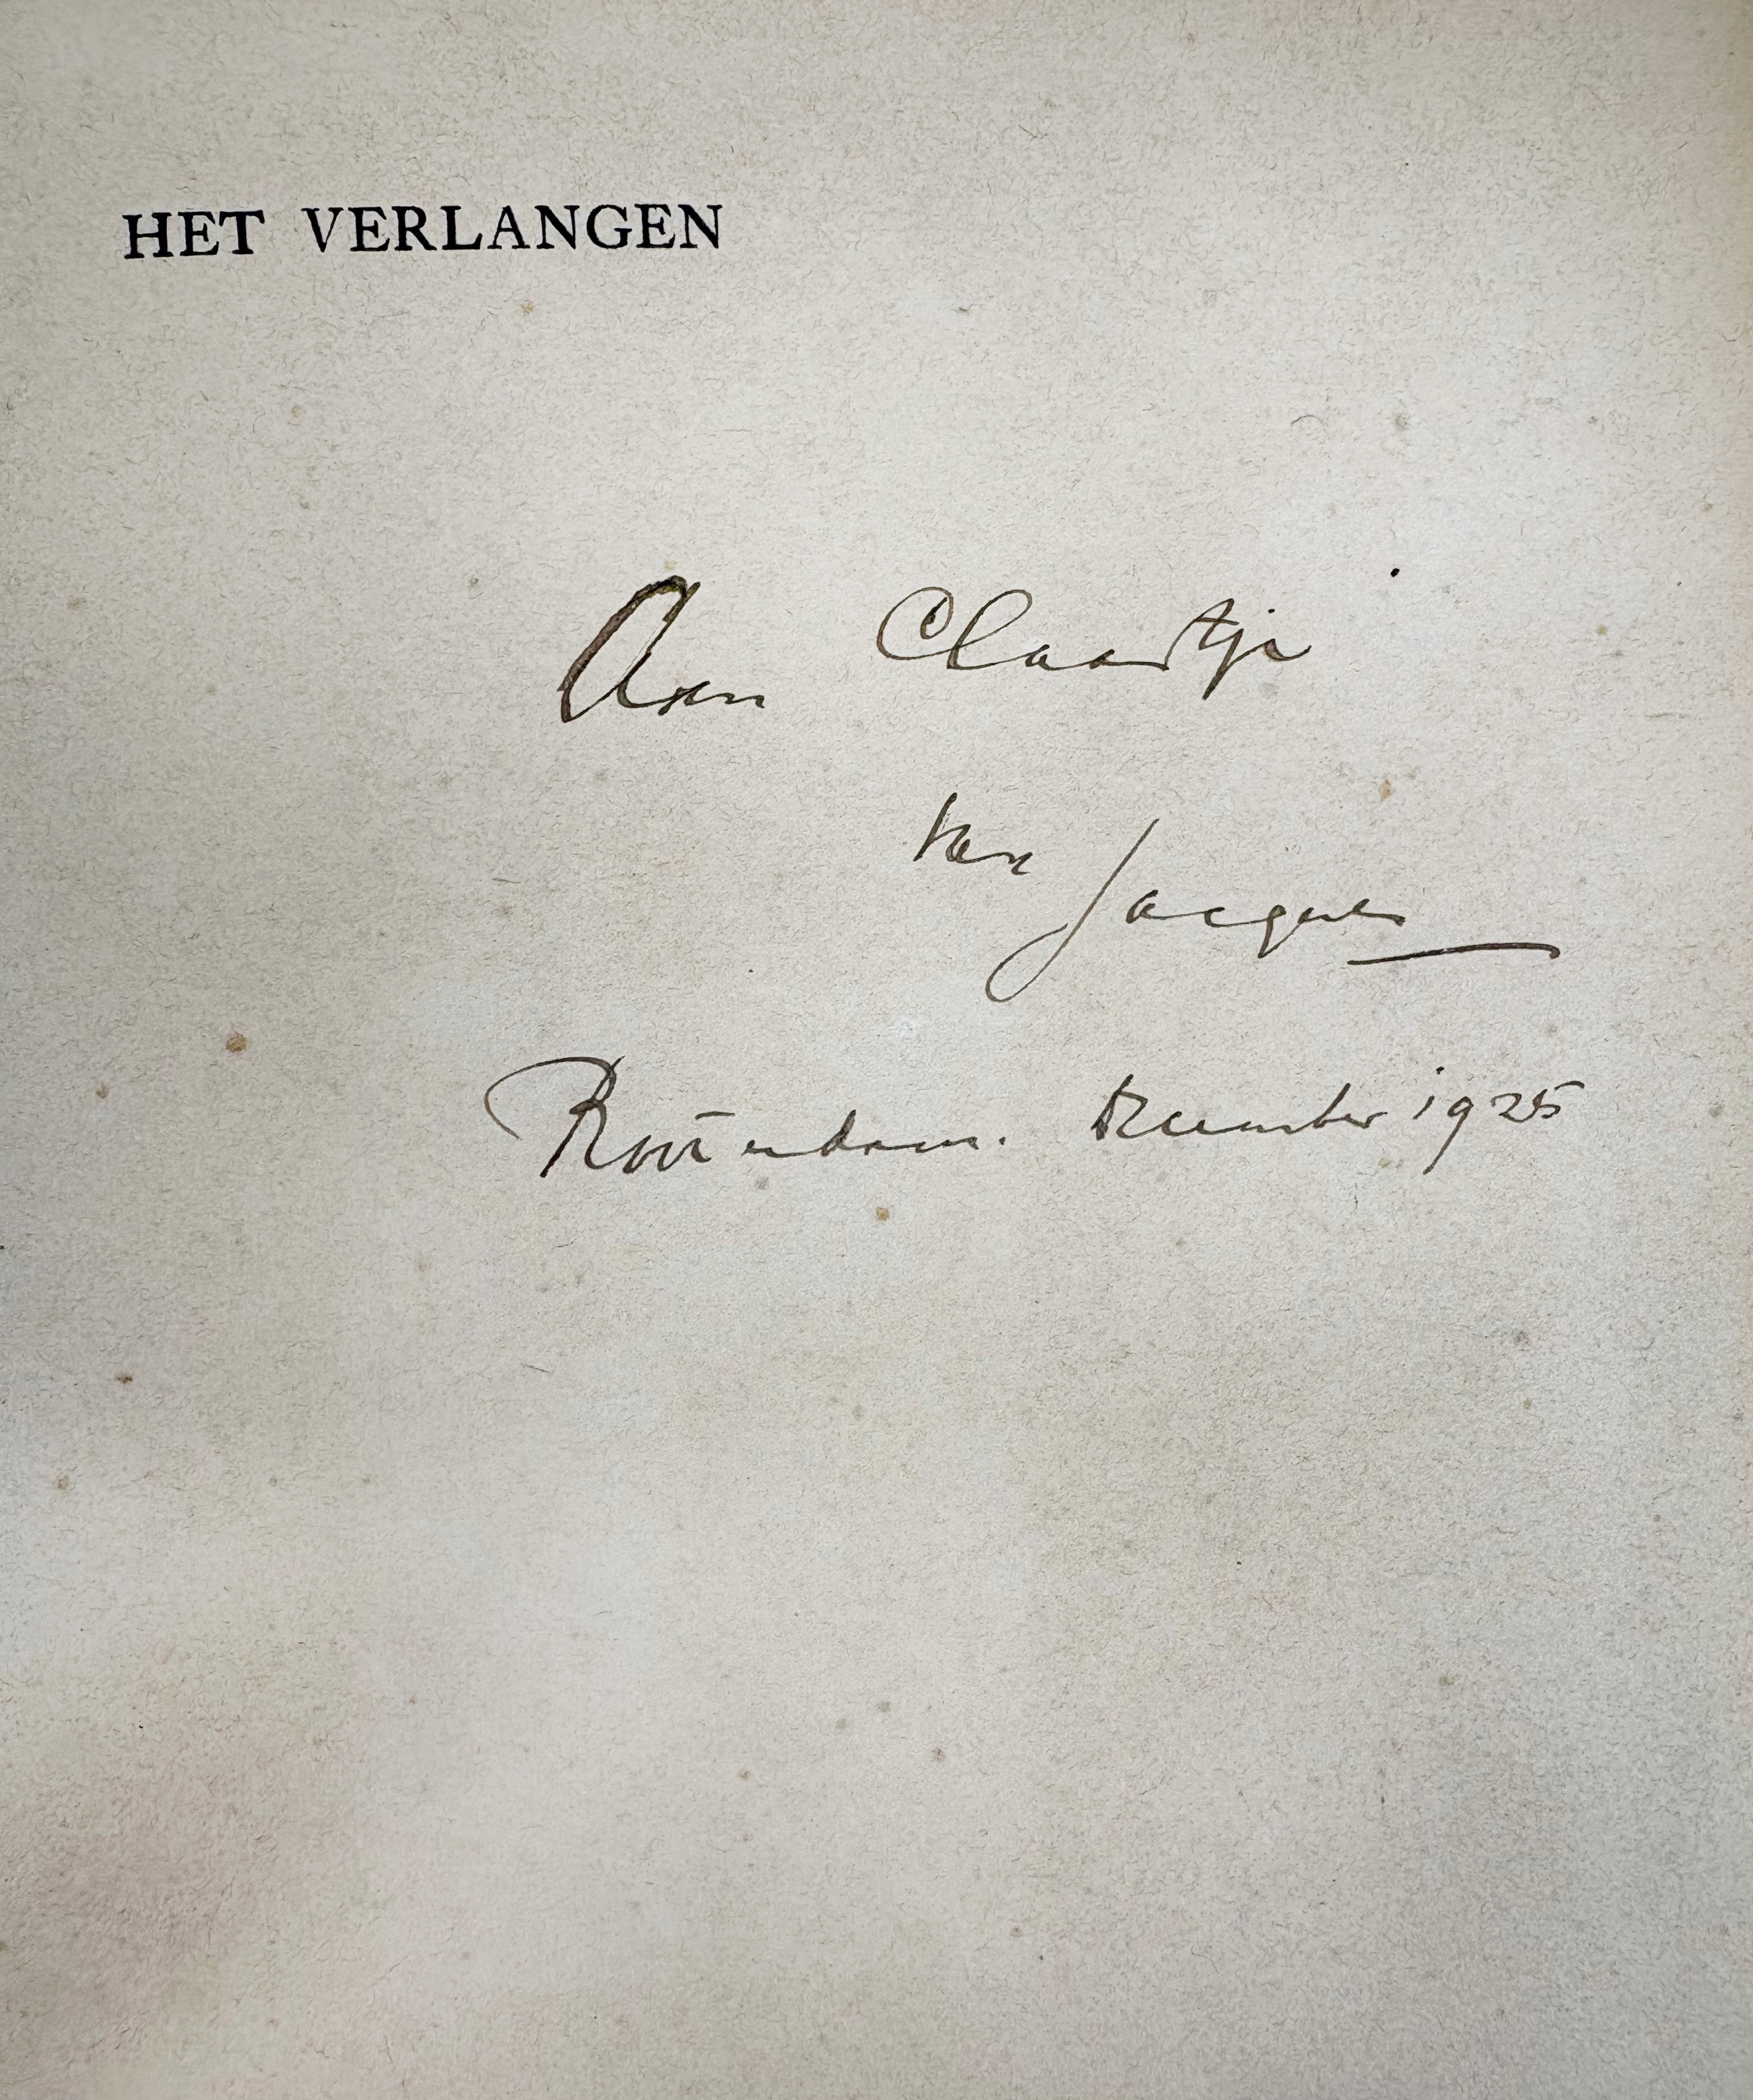 HET VERLANGEN
Aan Claartje
van
Jacques
Rotterdam. December 1925